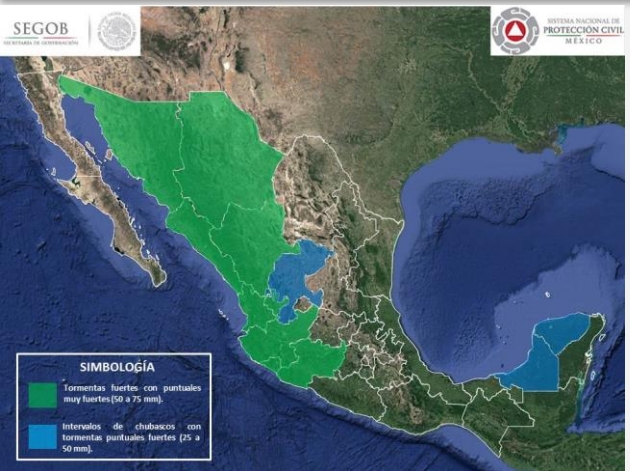 SEGOB
SECRETARÍA DE GOBERNACIÓN
SISTEMA NACIONAL DE
PROTECCIÓN CIVIL
MÉXICO
SIMBOLOGÍA
Tormentas fuertes con puntuales
muy fuertes (50 a 75 mm).
Intervalos de chubascos con
tormentas puntuales fuertes (25 a
50 mm).